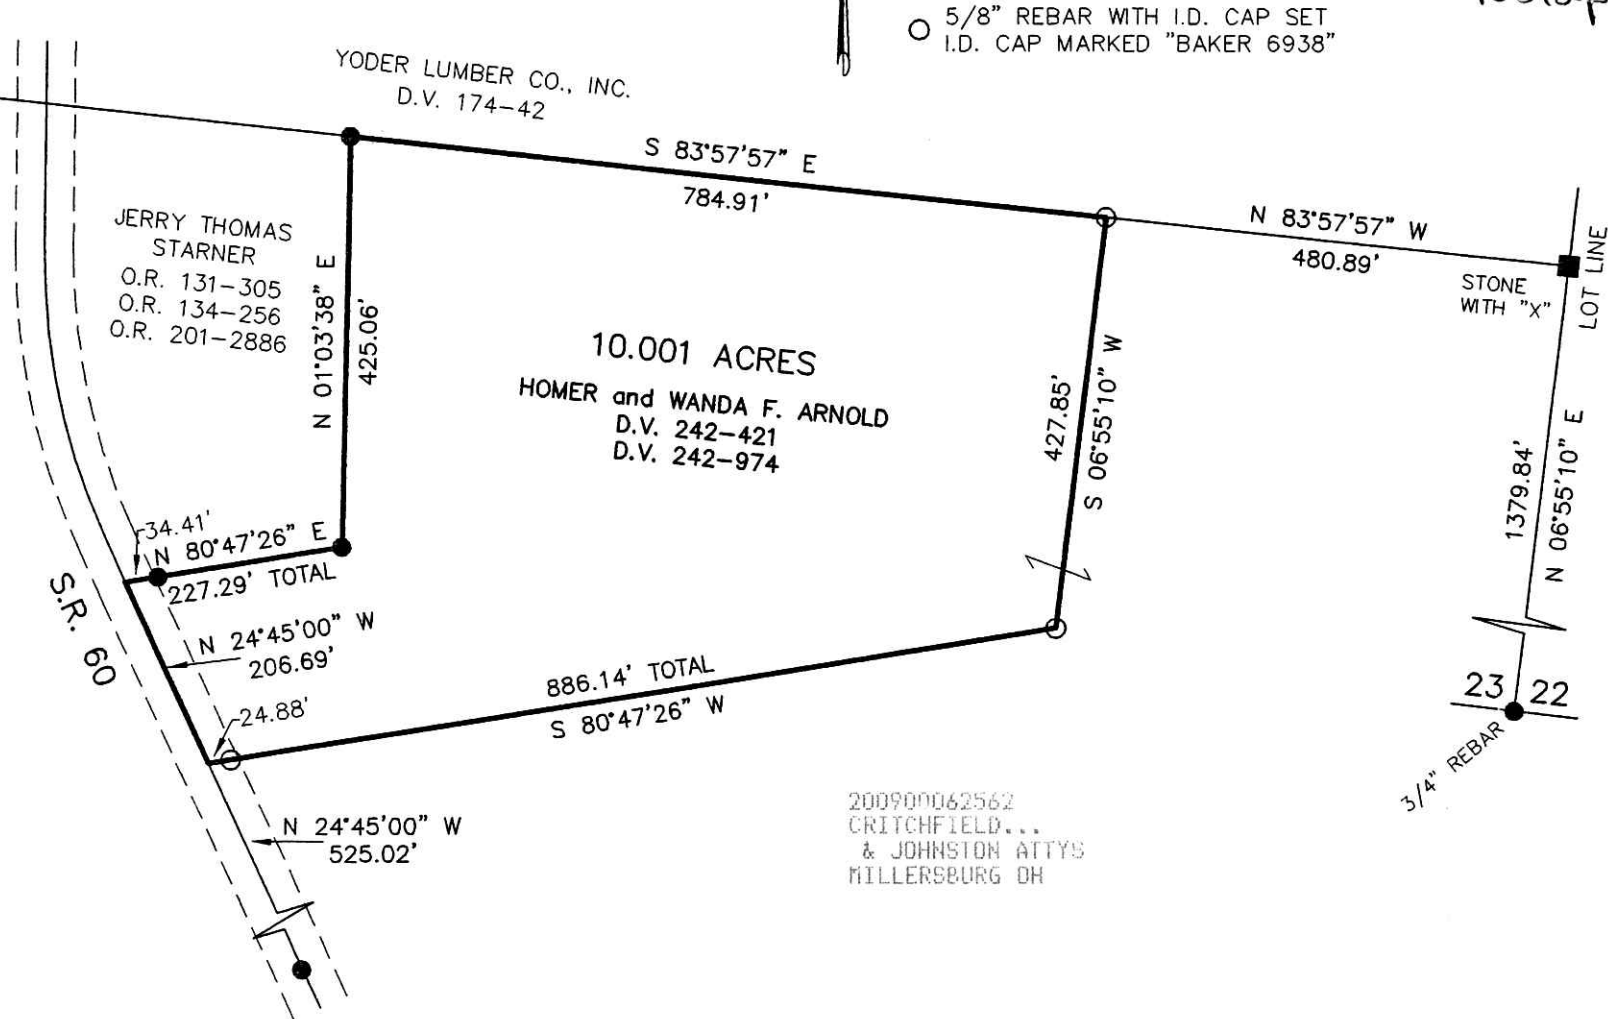 5/8" REBAR WITH I.D. CAP SET
I.D. CAP MARKED "BAKER 6938"
YODER LUMBER CO., INC.
D.V. 174-42
S 83°57'57" E
784.91'
N 83°57'57" W
480.89'
STONE
WITH "X"
LOT LINE
JERRY THOMAS
STARNER
O.R. 131-305
O.R. 134-256
O.R. 201-2886
N 01°03'38" E
425.06'
10.001 ACRES
HOMER and WANDA F. ARNOLD
D.V. 242-421
D.V. 242-974
427.85'
S 06°55'10" W
1379.84'
N 06°55'10" E
34.41'
N 80°47'26" E
227.29' TOTAL
S.R. 60
N 24°45'00" W
206.69'
24.88'
886.14' TOTAL
S 80°47'26" W
23 22
3/4" REBAR
N 24°45'00" W
525.02'
200900062562
CRITCHFIELD...
& JOHNSTON ATTYS
MILLERSBURG OH